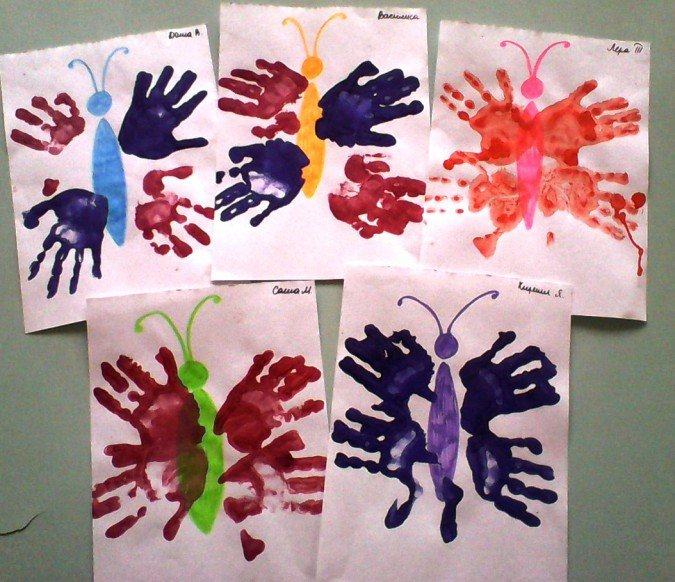 Даша А.
Василиса
Лера Ш
Саша М
Кирилл Я.